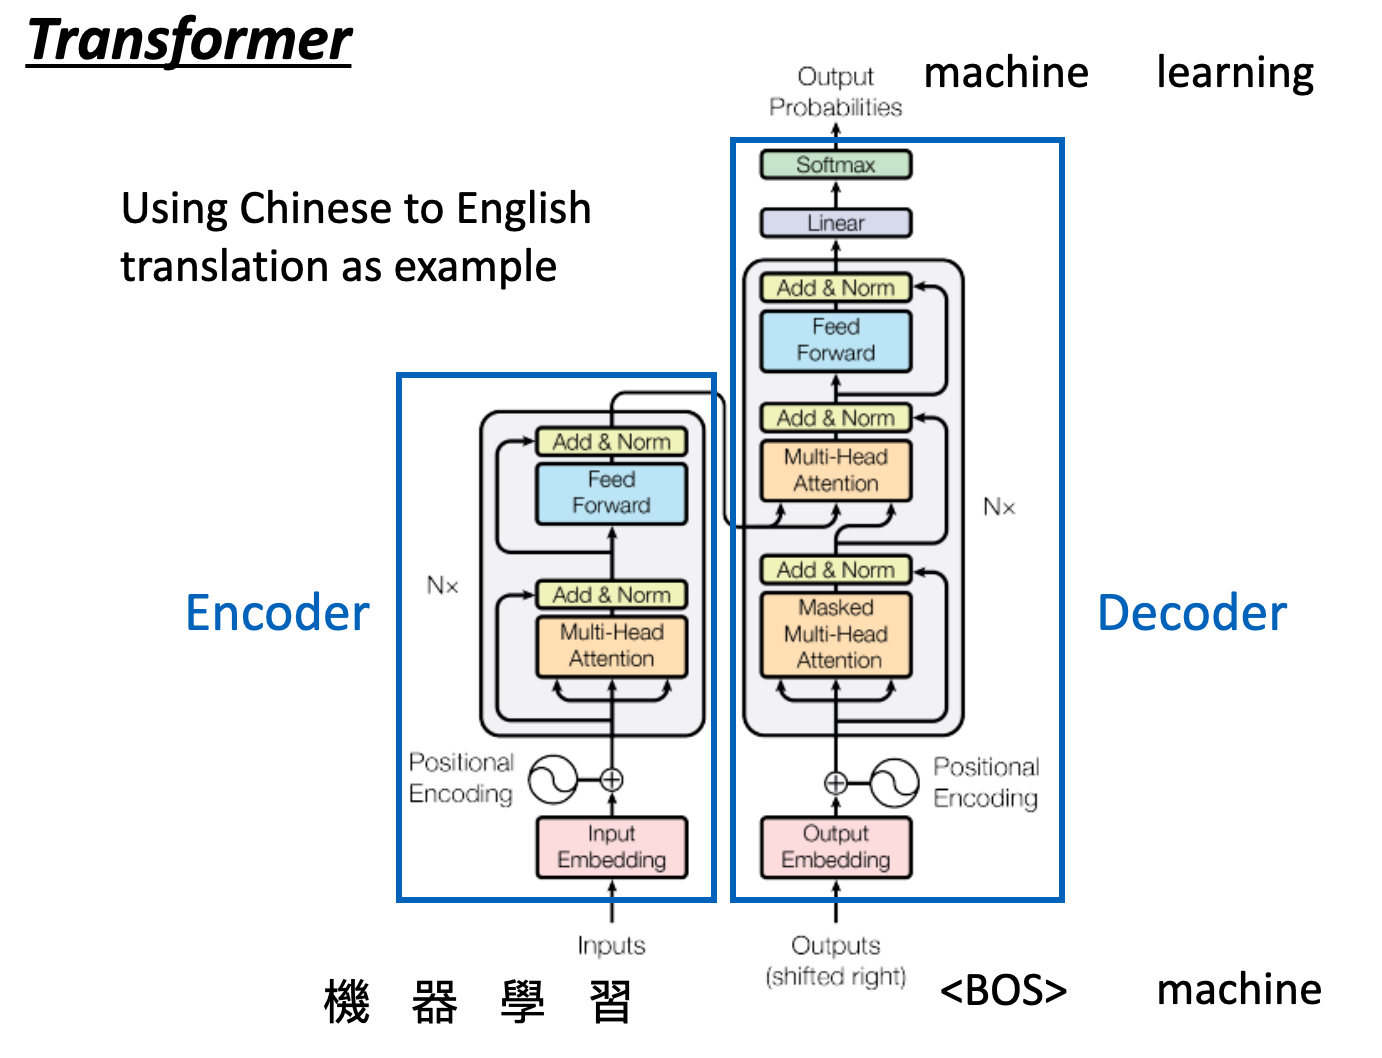 Transformer
Using Chinese to English
translation as example
Output
Probabilities
machine learning
Softmax
Linear
Add & Norm
Feed
Forward
Add & Norm
Multi-Head
Attention
Add & Norm
Masked
Multi-Head
Attention
Nx
Decoder
Positional
Encoding
Output
Embedding
Outputs
(shifted right)
<BOS> machine
Encoder
Nx
Add & Norm
Feed
Forward
Add & Norm
Multi-Head
Attention
Positional
Encoding
Input
Embedding
Inputs
機 器 學 習